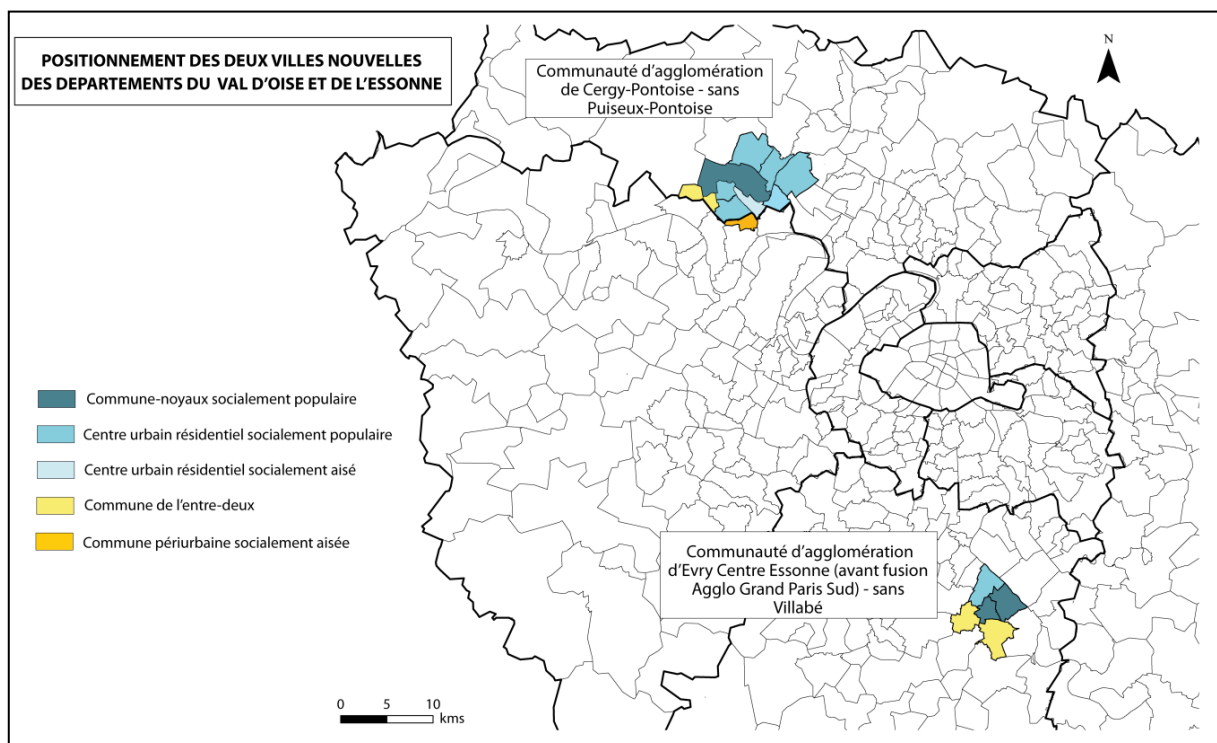 POSITIONNEMENT DES DEUX VILLES NOUVELLES
DES DEPARTEMENTS DU VAL D'OISE ET DE L'ESSONNE
Communauté d'agglomération
de Cergy-Pontoise - sans
Puiseux-Pontoise
N
Commune-noyaux socialement populaire
Centre urbain résidentiel socialement populaire
Centre urbain résidentiel socialement aisé
Commune de l'entre-deux
Commune périurbaine socialement aisée
Communauté d'agglomération
d'Evry Centre Essonne (avant fusion
Agglo Grand Paris Sud) - sans
Villabé
0 5 10
kms